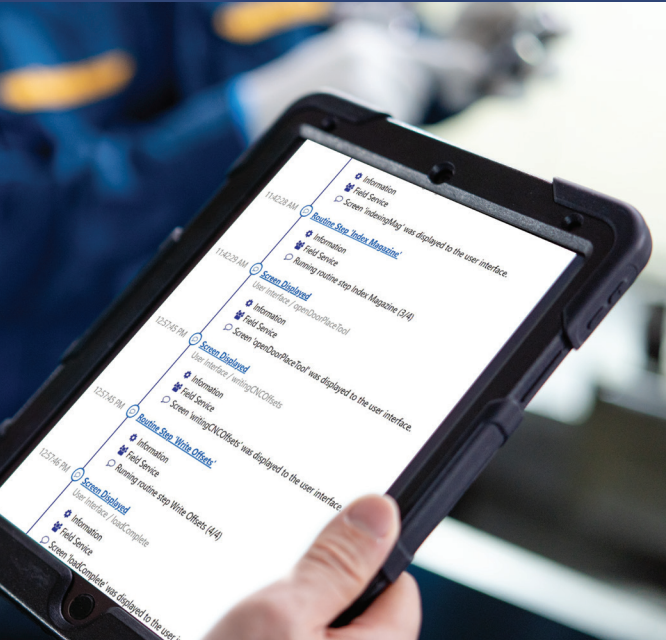 Information
Field Service
Screen 'indexingMag' was displayed to the user interface.
11:42:28 AM
Routine Step 'Index Magazine'
Information
Field Service
Running routine step Index Magazine (3/4)
11:42:29 AM
Screen Displayed
User Interface / openDoorPlaceTool
Information
Field Service
Screen 'openDoorPlaceTool' was displayed to the user interface.
12:57:45 PM
Screen Displayed
User Interface / writingCNCOffsets
Information
Field Service
Screen 'writingCNCOffsets' was displayed to the user interface.
12:57:45 PM
Routine Step 'Write Offsets'
Information
Field Service
Running routine step Write Offsets (4/4)
12:57:46 PM
Screen Displayed
User Interface / loadComplete
Information
Field Service
Screen 'loadComplete' was displayed to the user